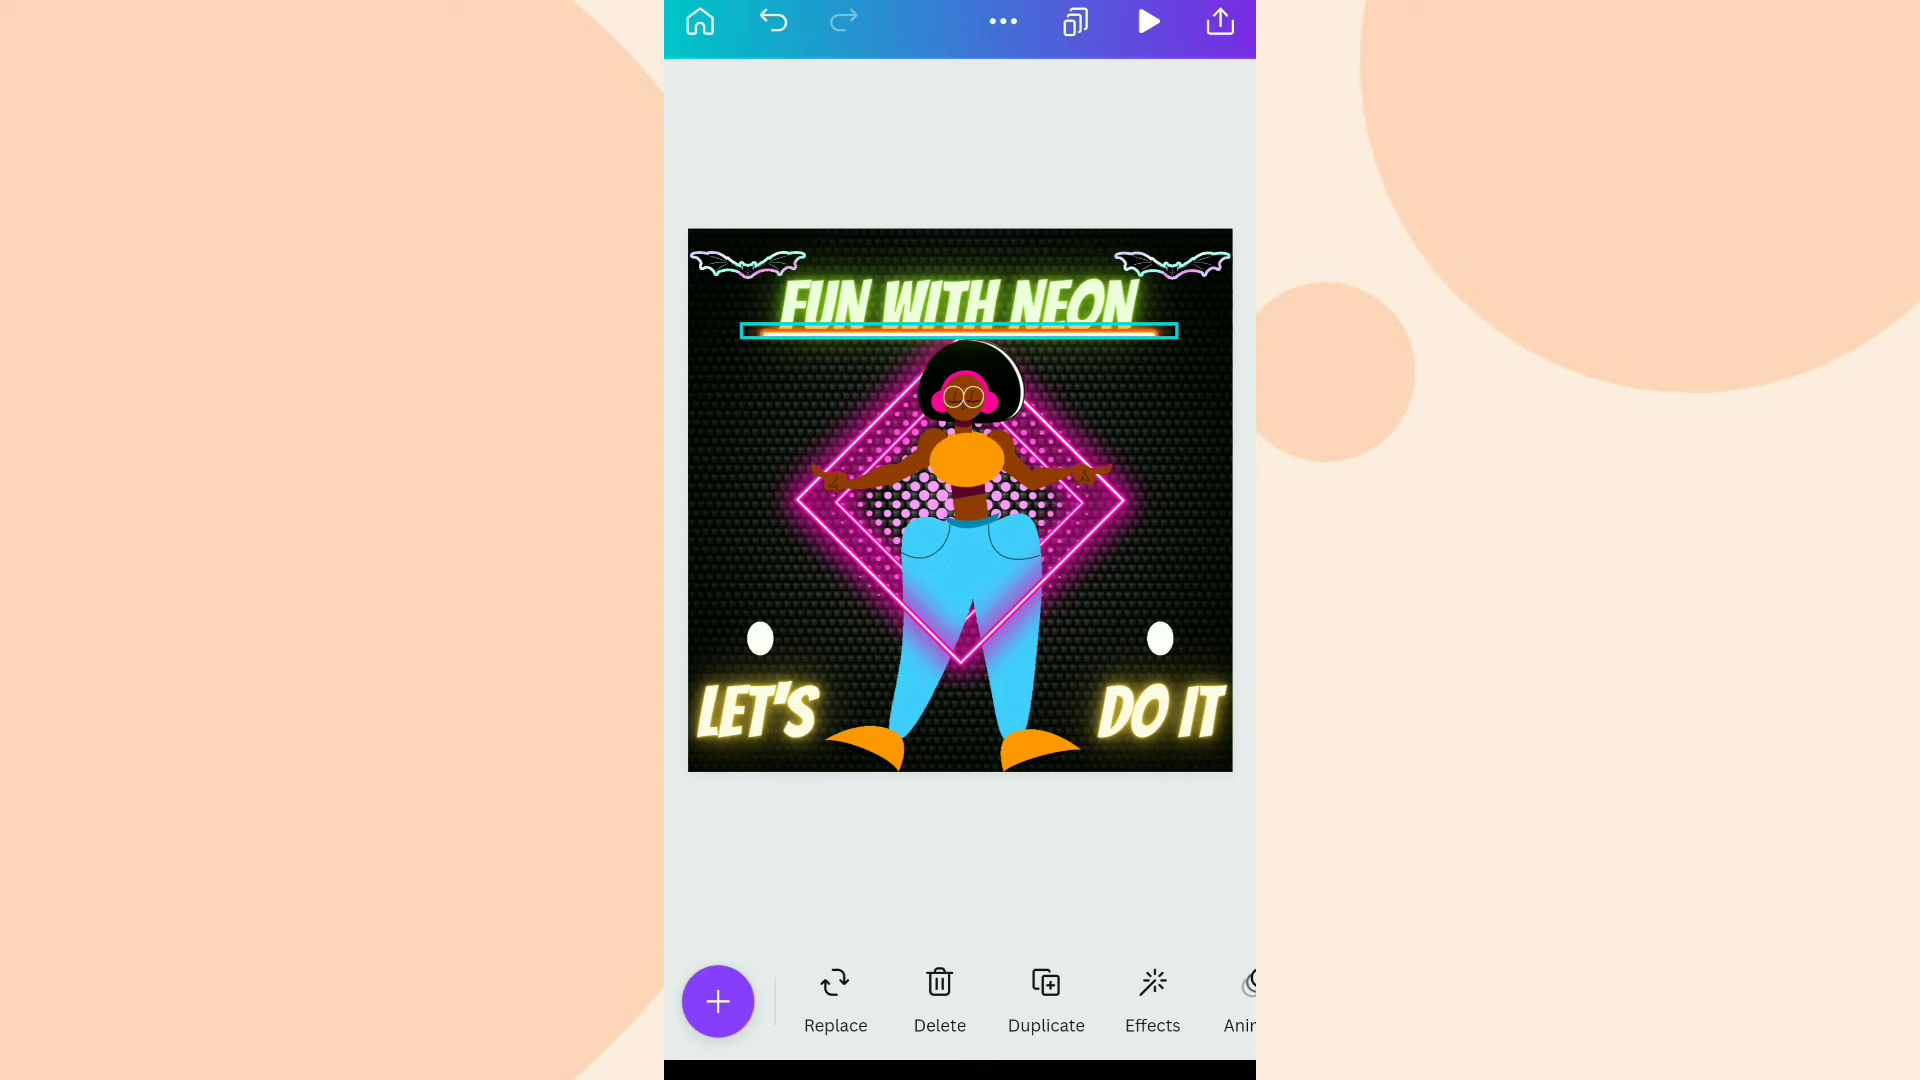 FUN WITH NEON
LET'S
DO IT
Replace
Delete
Duplicate
Effects